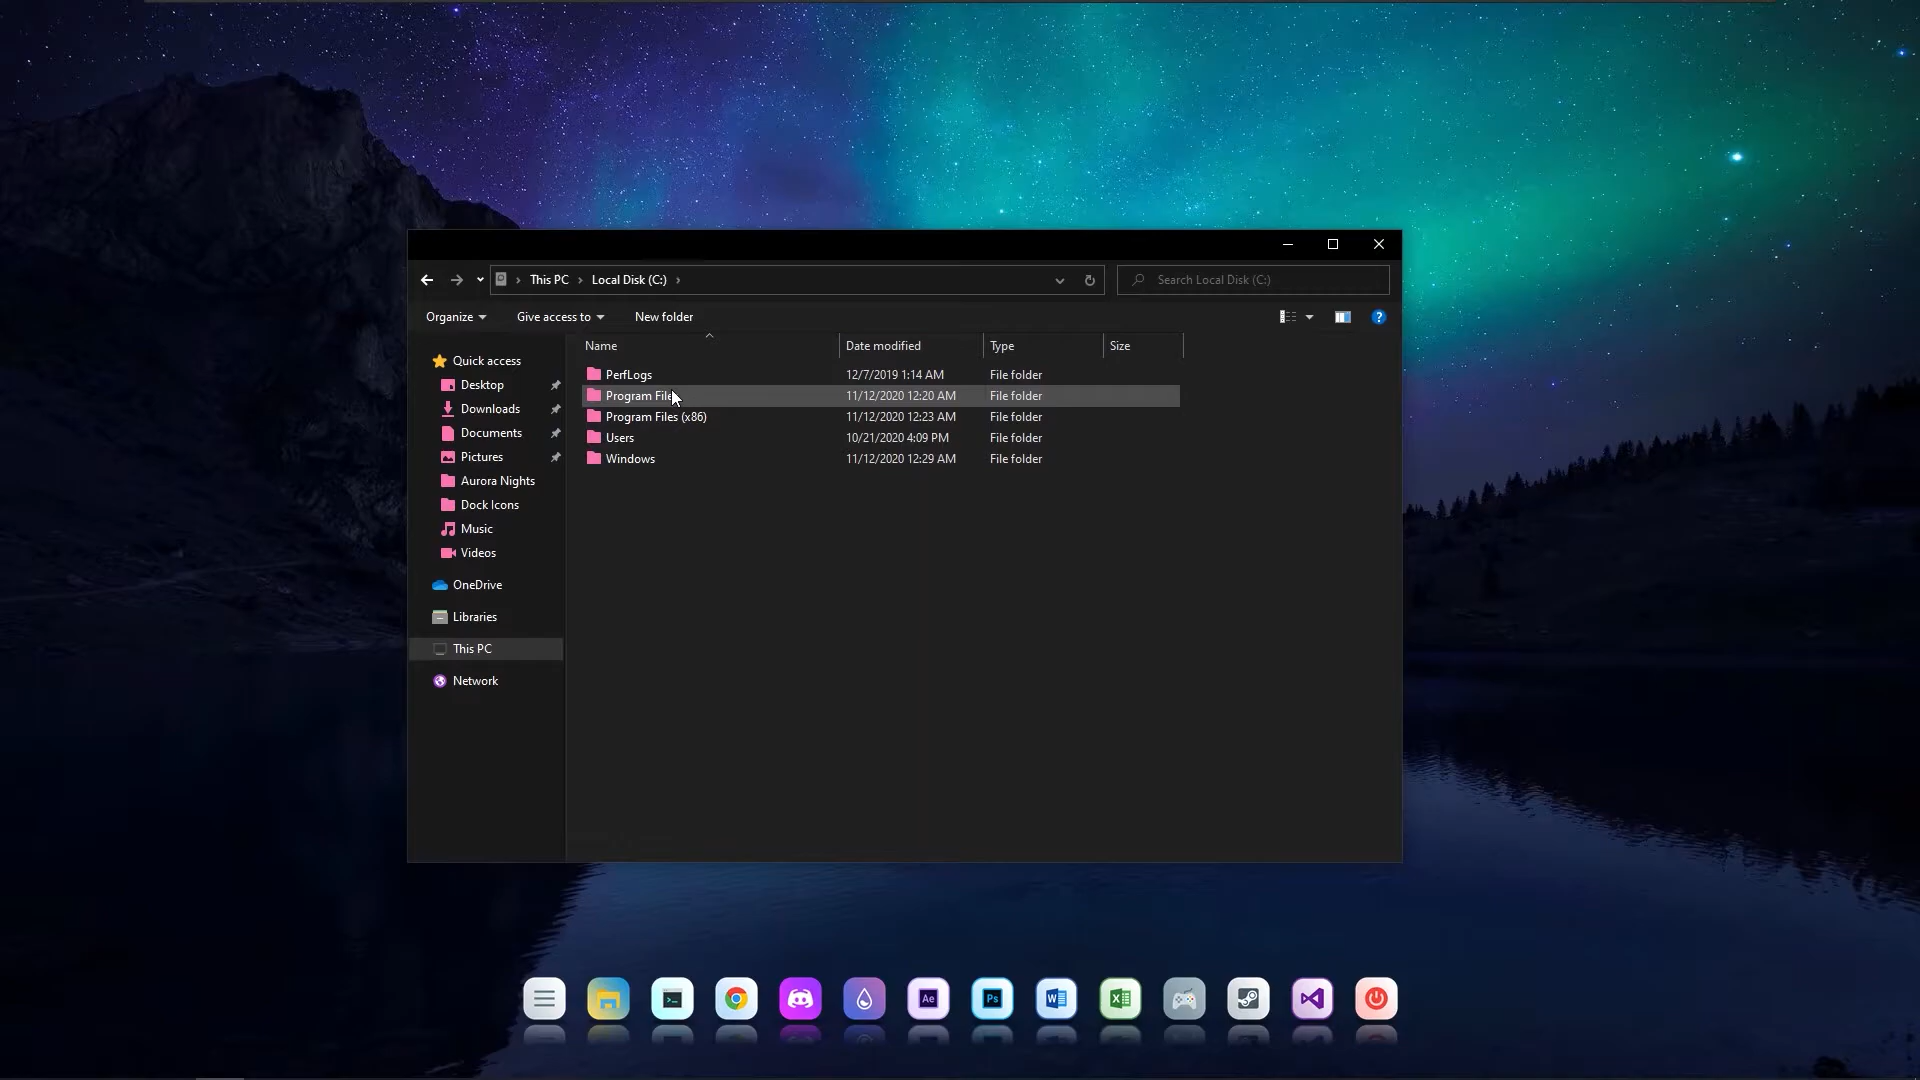 This PC
Local Disk (C:)
Search Local Disk (C:)
Organize
Give access to
New folder
?
Name
Date modified
Type
Size
Quick access
Desktop
Downloads
Documents
Pictures
Aurora Nights
Dock Icons
Music
Videos
OneDrive
Libraries
This PC
Network
PerfLogs 12/7/2019 1:14 AM File folder
Program File 11/12/2020 12:20 AM File folder
Program Files (x86) 11/12/2020 12:23 AM File folder
Users 10/21/2020 4:09 PM File folder
Windows 11/12/2020 12:29 AM File folder
Ae
Ps
W
X